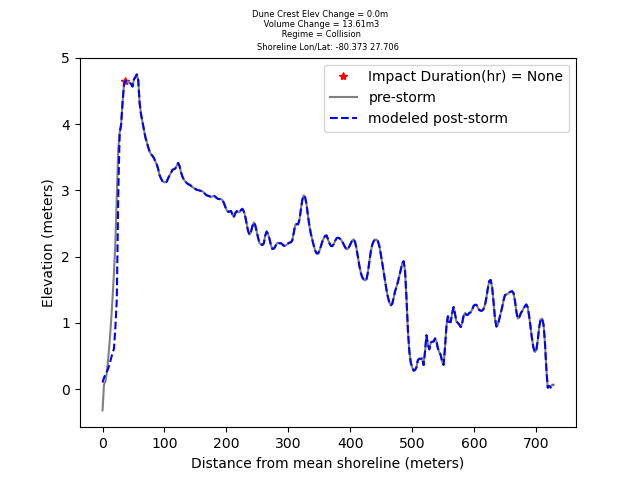 Dune Crest Elev Change = 0.0m
Volume Change = 13.61m3
Regime = Collision
Shoreline Lon/Lat: -80.373 27.706
Impact Duration(hr) = None
pre-storm
modeled post-storm
Elevation (meters)
5
4
3
2
1
0
0 100 200 300 400 500 600 700
Distance from mean shoreline (meters)